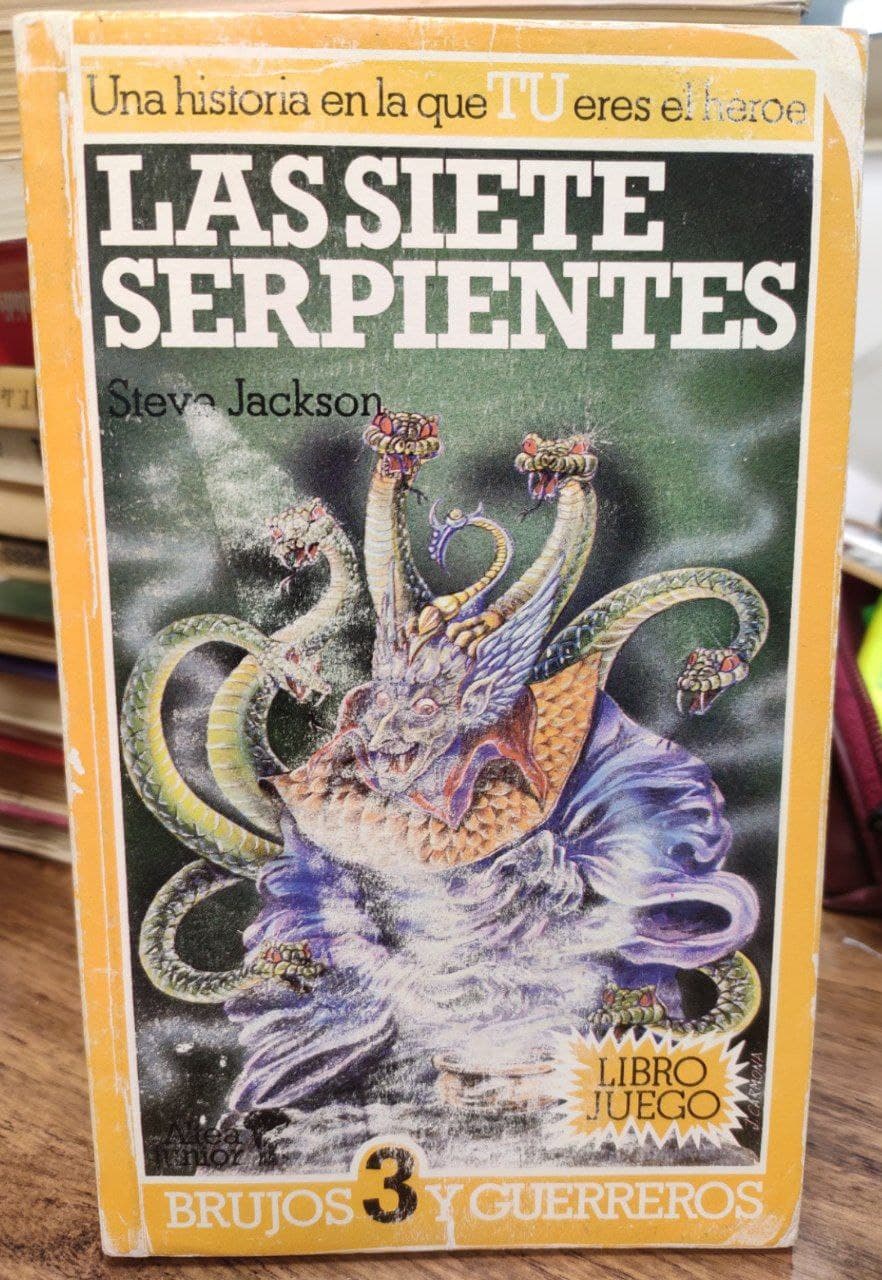 Una historia en la que TU eres el héroe
LAS SIETE
SERPIENTES
Steve Jackson
LIBRO
JUEGO
J. CARMONA
Altea
Junior
BRUJOS 3 Y GUERREROS